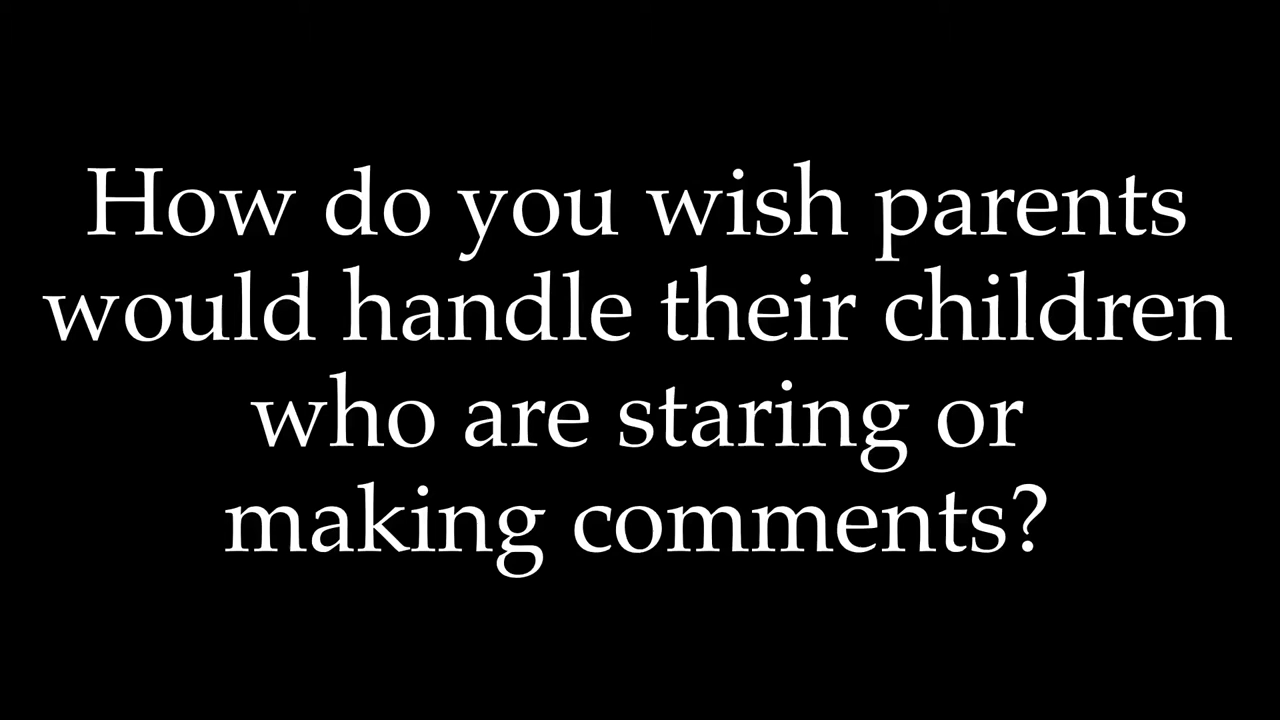 How do you wish parents
would handle their children
who are staring or
making comments?